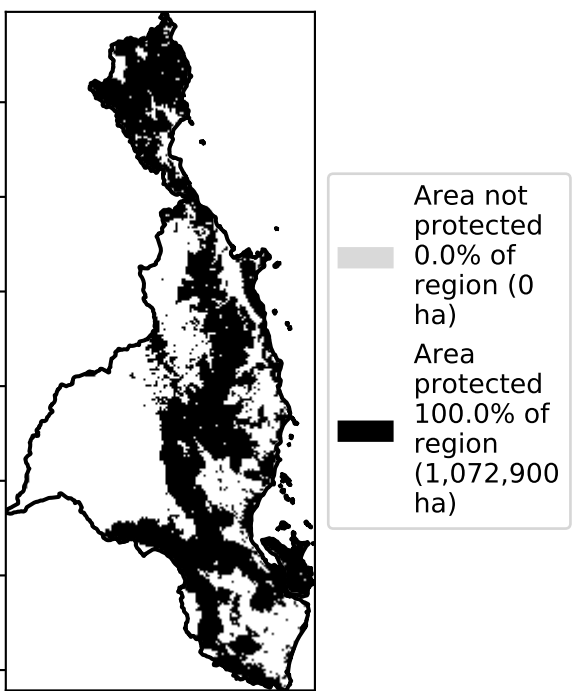 Area not
protected
0.0% of
region (0
ha)
Area
protected
100.0% of
region
(1,072,900
ha)